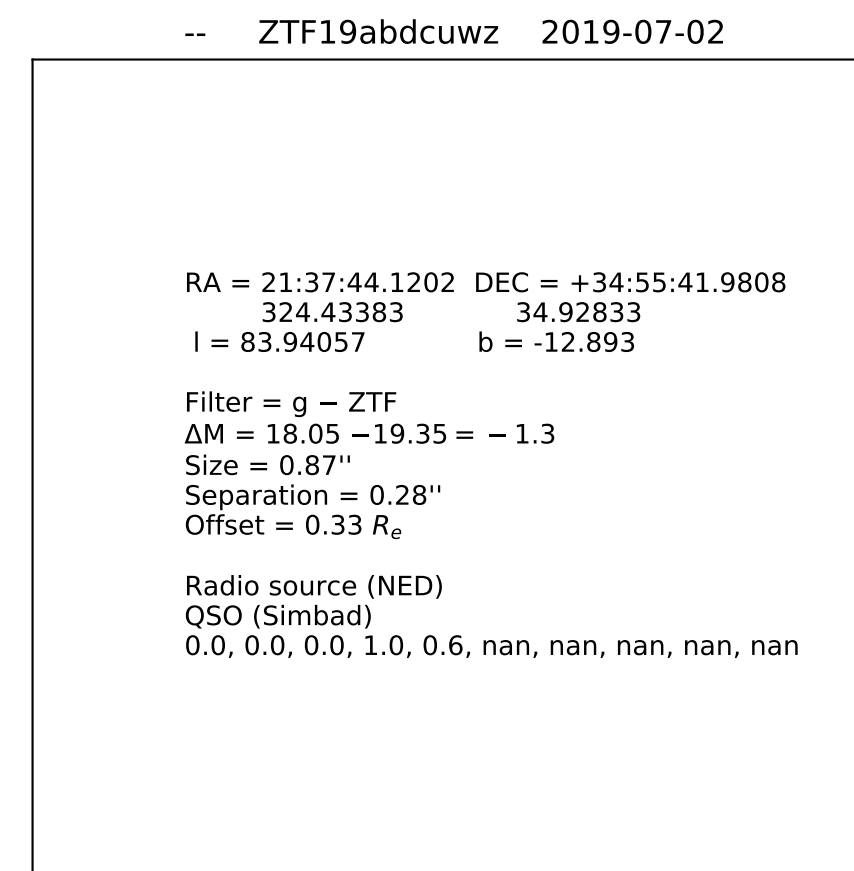 -- ZTF19abdcuwz 2019-07-02
RA = 21:37:44.1202 DEC = +34:55:41.9808
324.43383 34.92833
l = 83.94057 b = -12.893
Filter = g − ZTF
ΔM = 18.05 −19.35 = − 1.3
Size = 0.87''
Separation = 0.28''
Offset = 0.33 Re
Radio source (NED)
QSO (Simbad)
0.0, 0.0, 0.0, 1.0, 0.6, nan, nan, nan, nan, nan